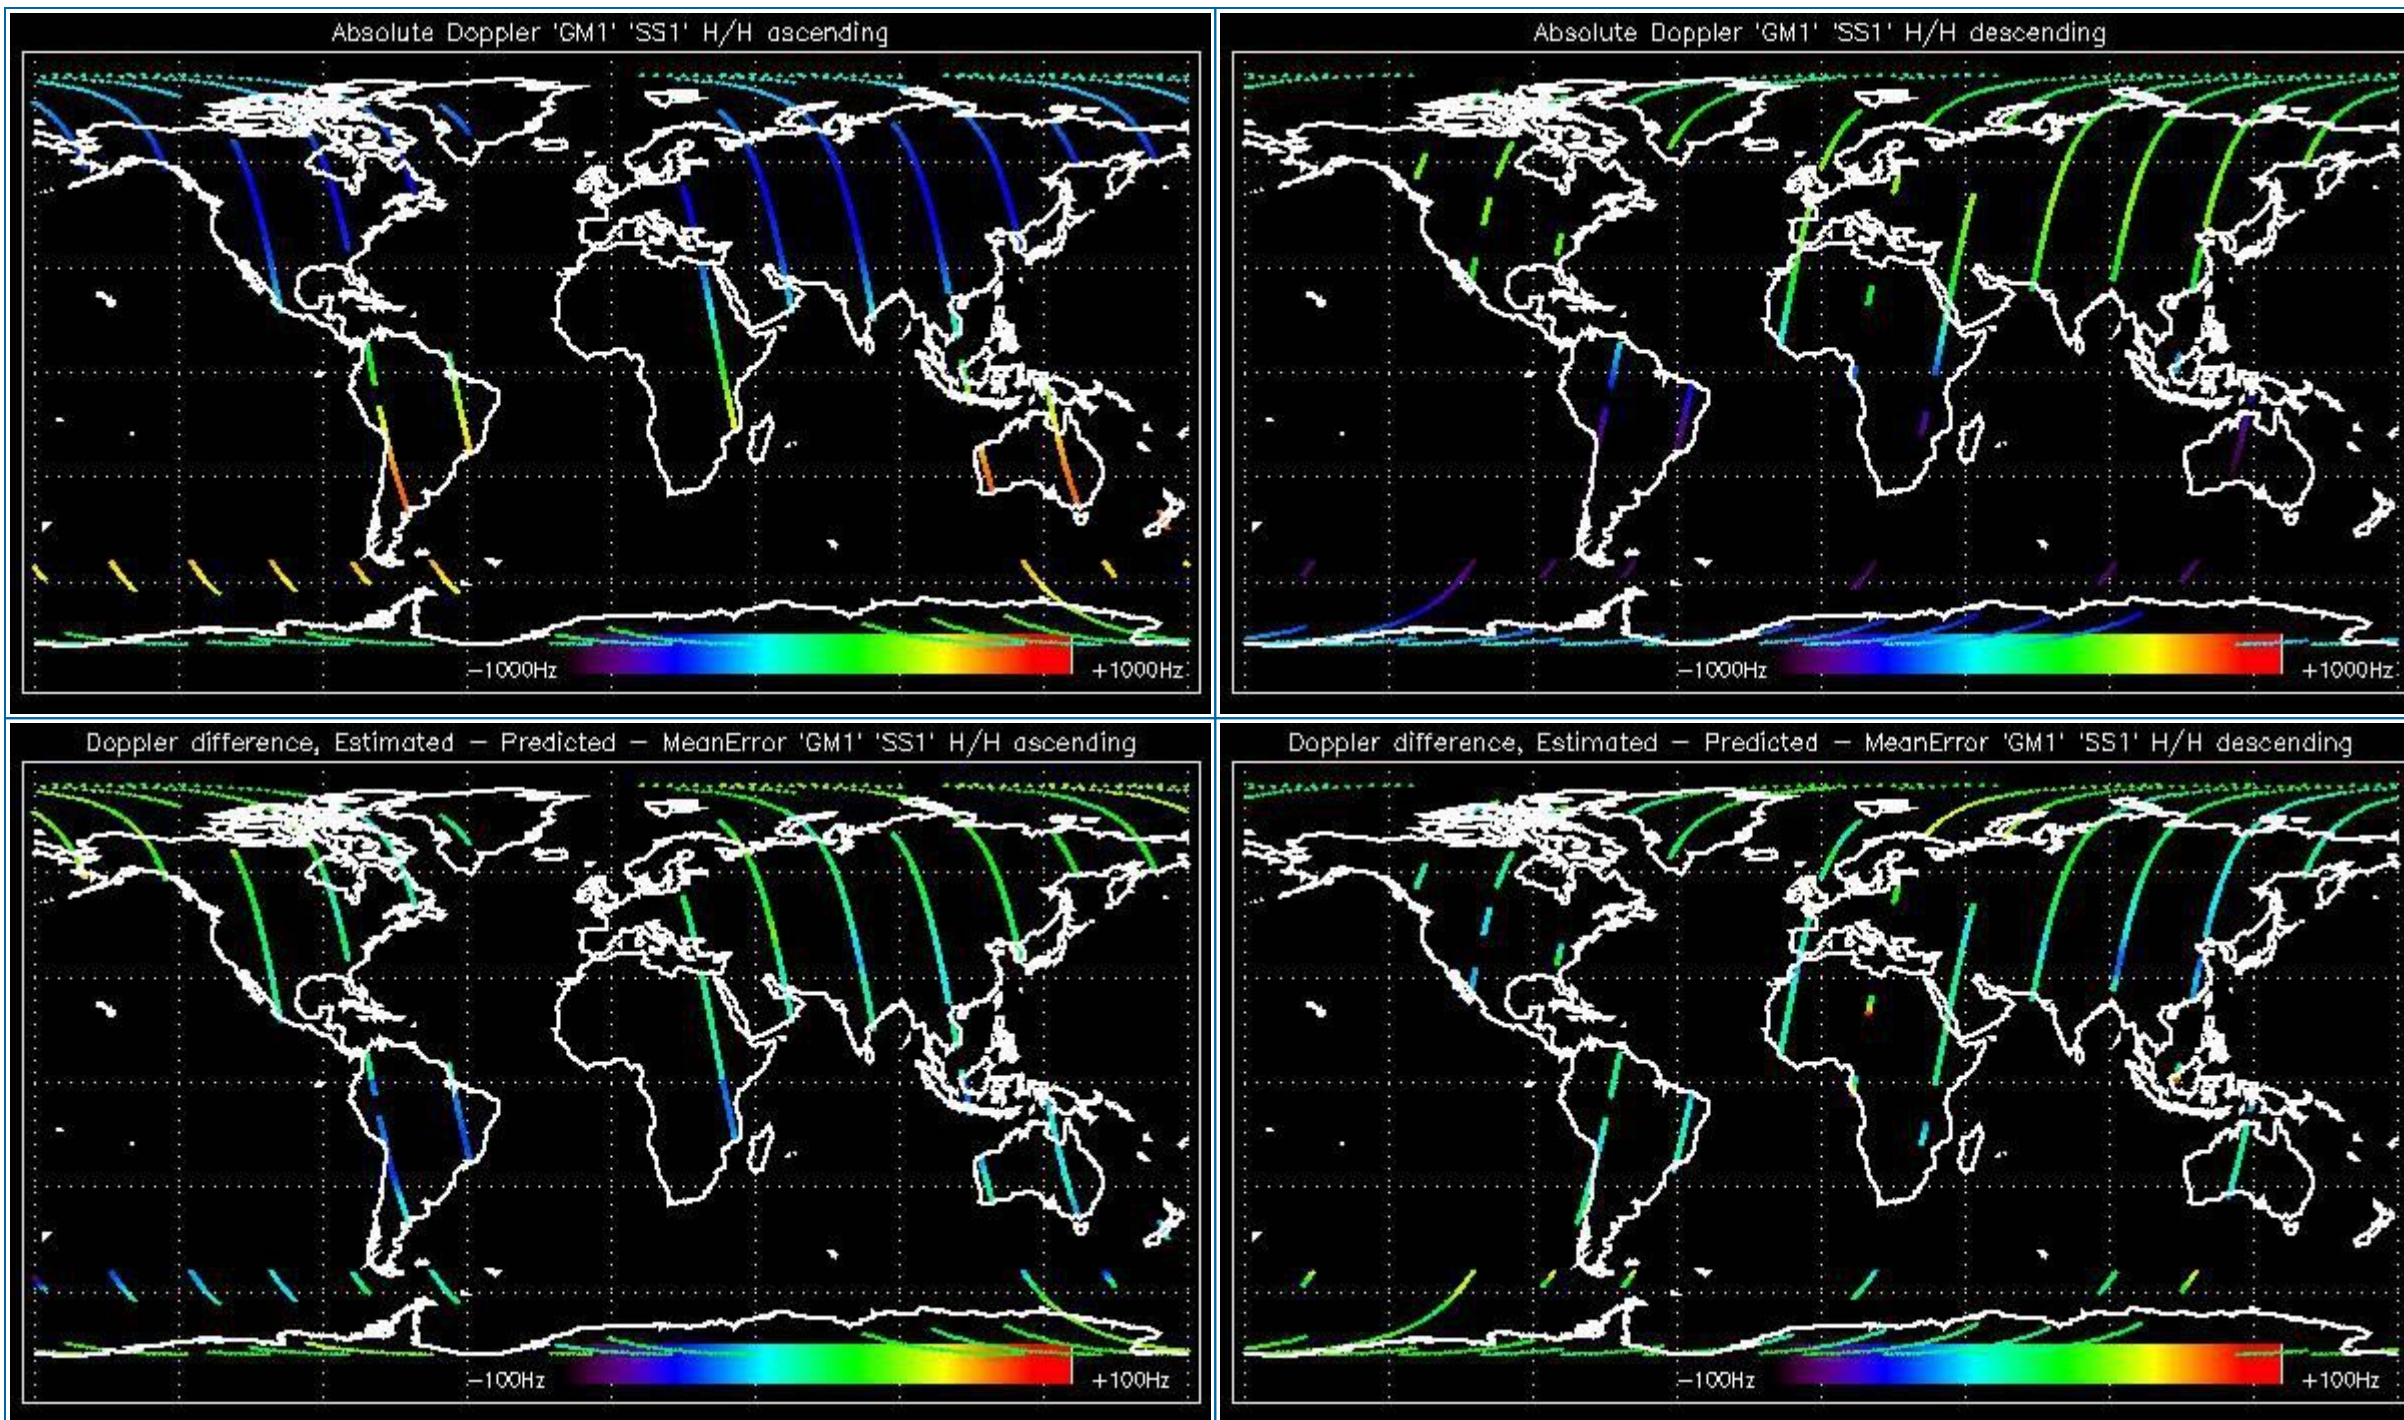 Absolute Doppler 'GM1' 'SS1' H/H ascending
−1000Hz
+1000Hz
Absolute Doppler 'GM1' 'SS1' H/H descending
−1000Hz
+1000Hz
Doppler difference, Estimated − Predicted − MeanError 'GM1' 'SS1' H/H ascending
−100Hz
+100Hz
Doppler difference, Estimated − Predicted − MeanError 'GM1' 'SS1' H/H descending
−100Hz
+100Hz